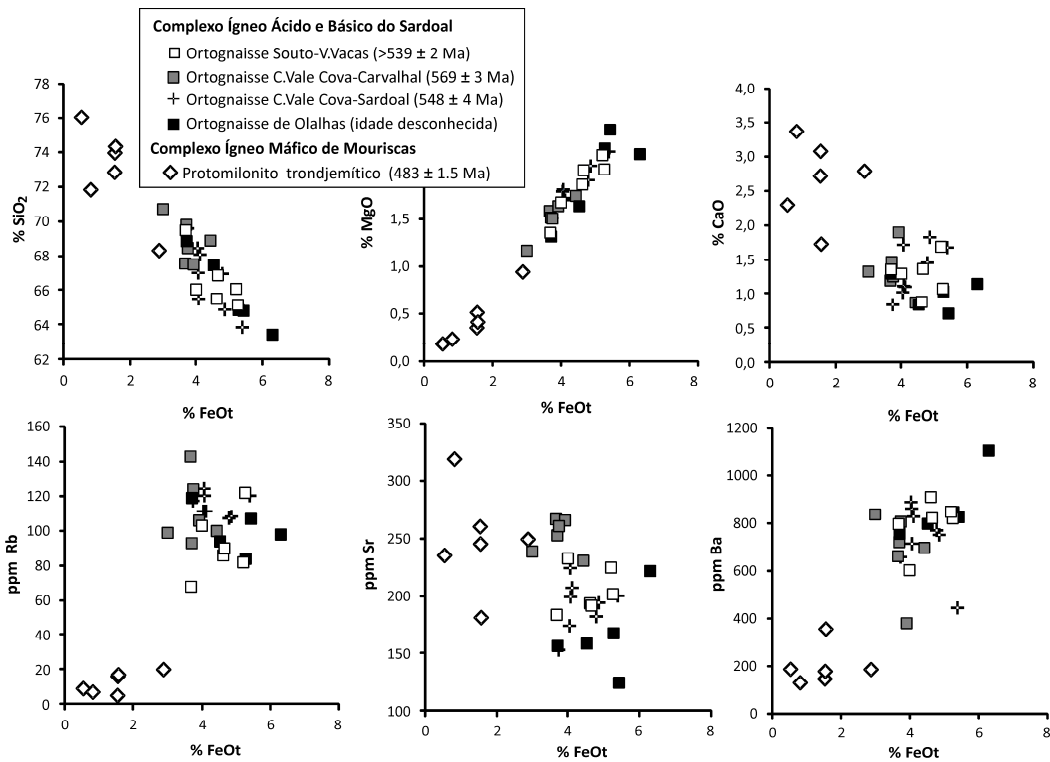 Complexo Ígneo Ácido e Básico do Sardoal
Ortognaisse Souto-V.Vacas (>539 ± 2 Ma)
Ortognaisse C.Vale Cova-Carvalhal (569 ± 3 Ma)
Ortognaisse C.Vale Cova-Sardoal (548 ± 4 Ma)
Ortognaisse de Olalhas (idade desconhecida)
Complexo Ígneo Máfico de Mouriscas
Protomilonito trondjemítico (483 ± 1.5 Ma)
% SiO2
78
76
74
72
70
68
66
64
62
0 2 4 6 8
% FeOt
% MgO
1,5
1,0
0,5
0,0
0 2 4 6 8
% FeOt
% CaO
4,0
3,5
3,0
2,5
2,0
1,5
1,0
0,5
0,0
0 2 4 6 8
% FeOt
ppm Rb
160
140
120
100
80
60
40
20
0
0 2 4 6 8
% FeOt
ppm Sr
350
300
250
200
150
100
0 2 4 6 8
% FeOt
ppm Ba
1200
1000
800
600
400
200
0
0 2 4 6 8
% FeOt